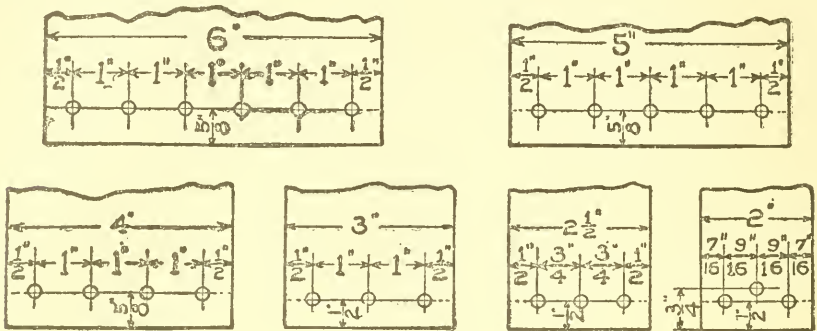 6"
1/2" 1" 1" 1" 1" 1" 1/2"
5/8"
5"
1/2" 1" 1" 1" 1" 1/2"
5/8"
4"
1/2" 1" 1" 1" 1/2"
5/8"
3"
1/2" 1" 1" 1/2"
1/2"
2 1/2"
1/2" 3/4" 3/4" 1/2"
1/2"
2"
7/16" 9/16" 9/16" 7/16"
3/4" 1/2"